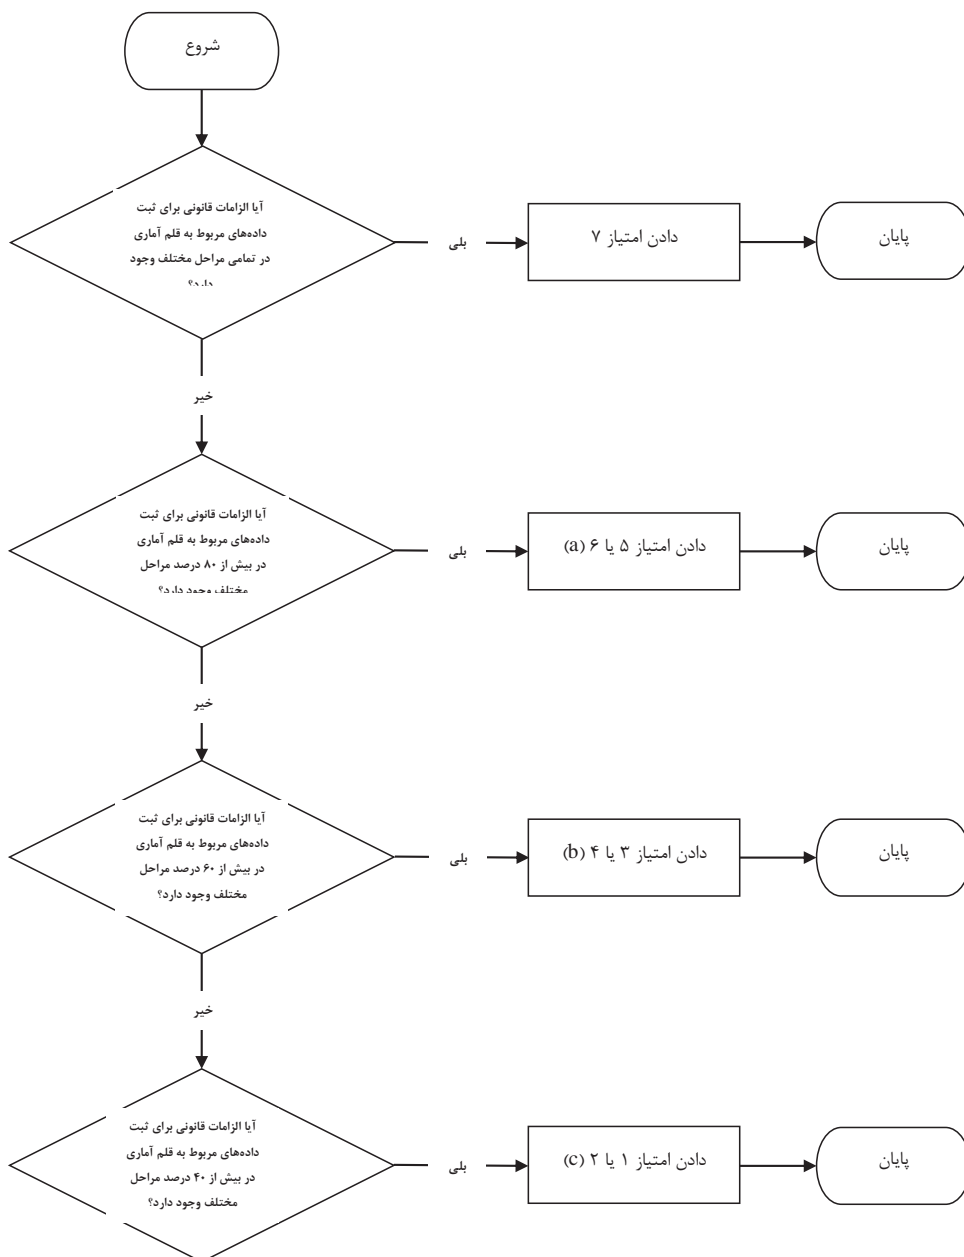 شروع
آیا الزامات قانونی برای ثبت
داده‌های مربوط به قلم آماری
در تمامی مراحل مختلف وجود
دارد؟
بلی
دادن امتیاز ۷
پایان
خیر
آیا الزامات قانونی برای ثبت
داده‌های مربوط به قلم آماری
در بیش از ۸۰ درصد مراحل
مختلف وجود دارد؟
بلی
دادن امتیاز ۵ یا ۶ (a)
پایان
خیر
آیا الزامات قانونی برای ثبت
داده‌های مربوط به قلم آماری
در بیش از ۶۰ درصد مراحل
مختلف وجود دارد؟
بلی
دادن امتیاز ۳ یا ۴ (b)
پایان
خیر
آیا الزامات قانونی برای ثبت
داده‌های مربوط به قلم آماری
در بیش از ۴۰ درصد مراحل
مختلف وجود دارد؟
بلی
دادن امتیاز ۱ یا ۲ (c)
پایان